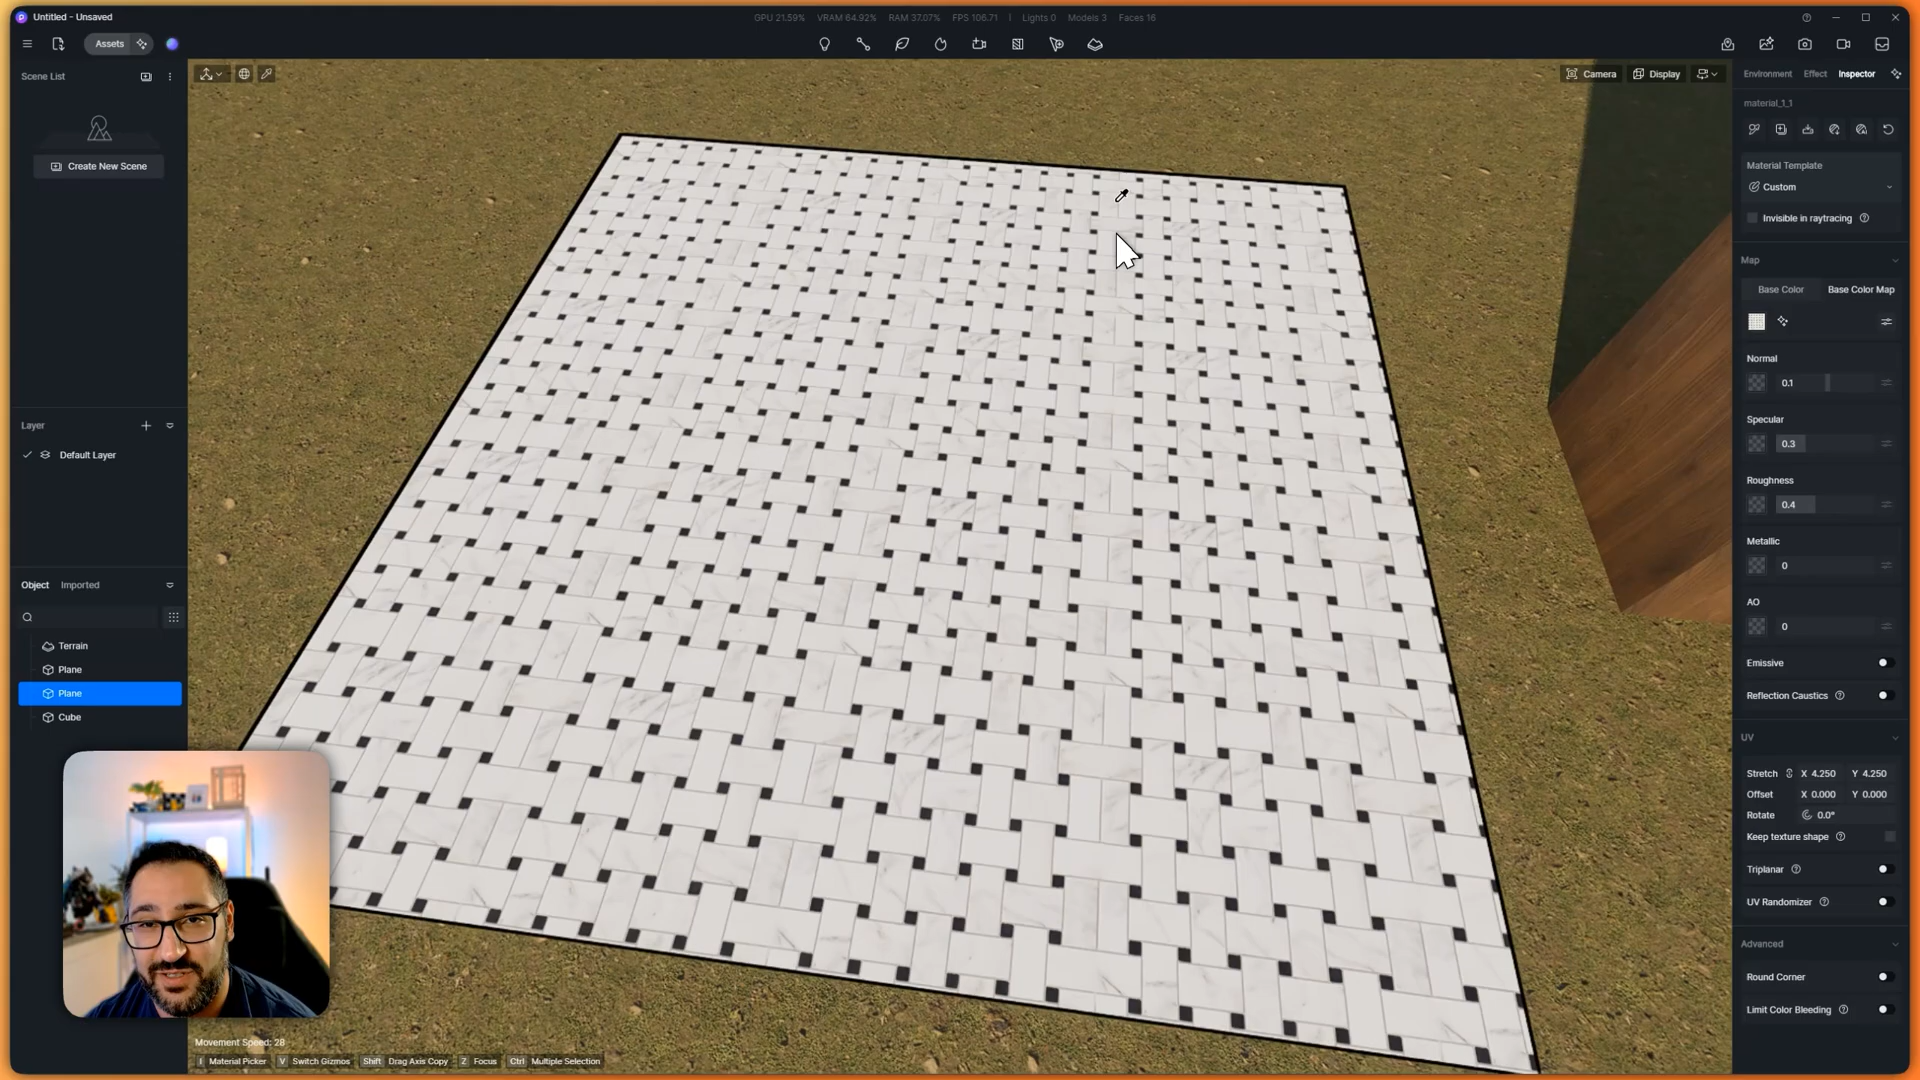 Untitled - Unsaved
GPU 21.59% VRAM 64.92% RAM 37.07% FPS 106.71 | Lights 0 Models 3 Faces 16
Assets
Scene List
Create New Scene
Layer
Default Layer
Object Imported
Terrain
Plane
Plane
Cube
Camera Display
Movement Speed: 28
I Material Picker V Switch Gizmos Shift Drag Axis Copy Z Focus Ctrl Multiple Selection
Environment Effect Inspector
material_1_1
Material Template
Custom
Invisible in raytracing
Map
Base Color Base Color Map
Normal
0.1
Specular
0.3
Roughness
0.4
Metallic
0
AO
0
Emissive
Reflection Caustics
UV
Stretch X 4.250 Y 4.250
Offset X 0.000 Y 0.000
Rotate 0.0°
Keep texture shape
Triplanar
UV Randomizer
Advanced
Round Corner
Limit Color Bleeding